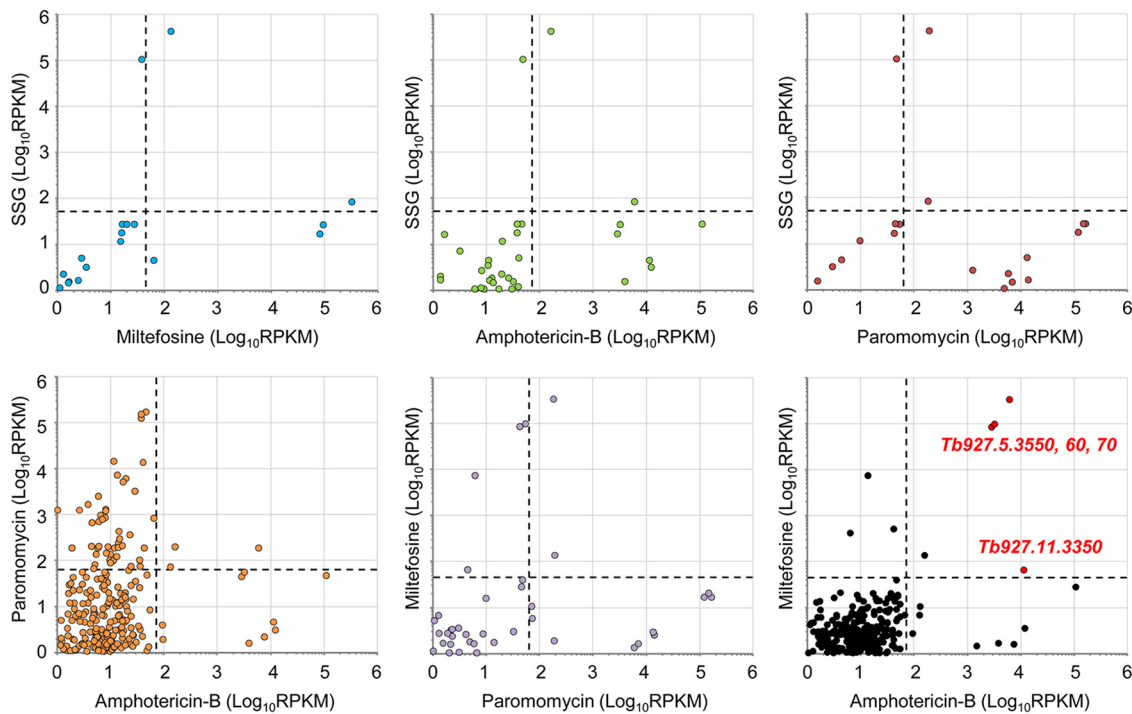 6
5
4
3
2
1
0
SSG (Log10RPKM)
0 1 2 3 4 5 6
Miltefosine (Log10RPKM)
SSG (Log10RPKM)
0 1 2 3 4 5 6
Amphotericin-B (Log10RPKM)
SSG (Log10RPKM)
0 1 2 3 4 5 6
Paromomycin (Log10RPKM)
6
5
4
3
2
1
0
Paromomycin (Log10RPKM)
0 1 2 3 4 5 6
Amphotericin-B (Log10RPKM)
Miltefosine (Log10RPKM)
0 1 2 3 4 5 6
Paromomycin (Log10RPKM)
Miltefosine (Log10RPKM)
Tb927.5.3550, 60, 70
Tb927.11.3350
0 1 2 3 4 5 6
Amphotericin-B (Log10RPKM)